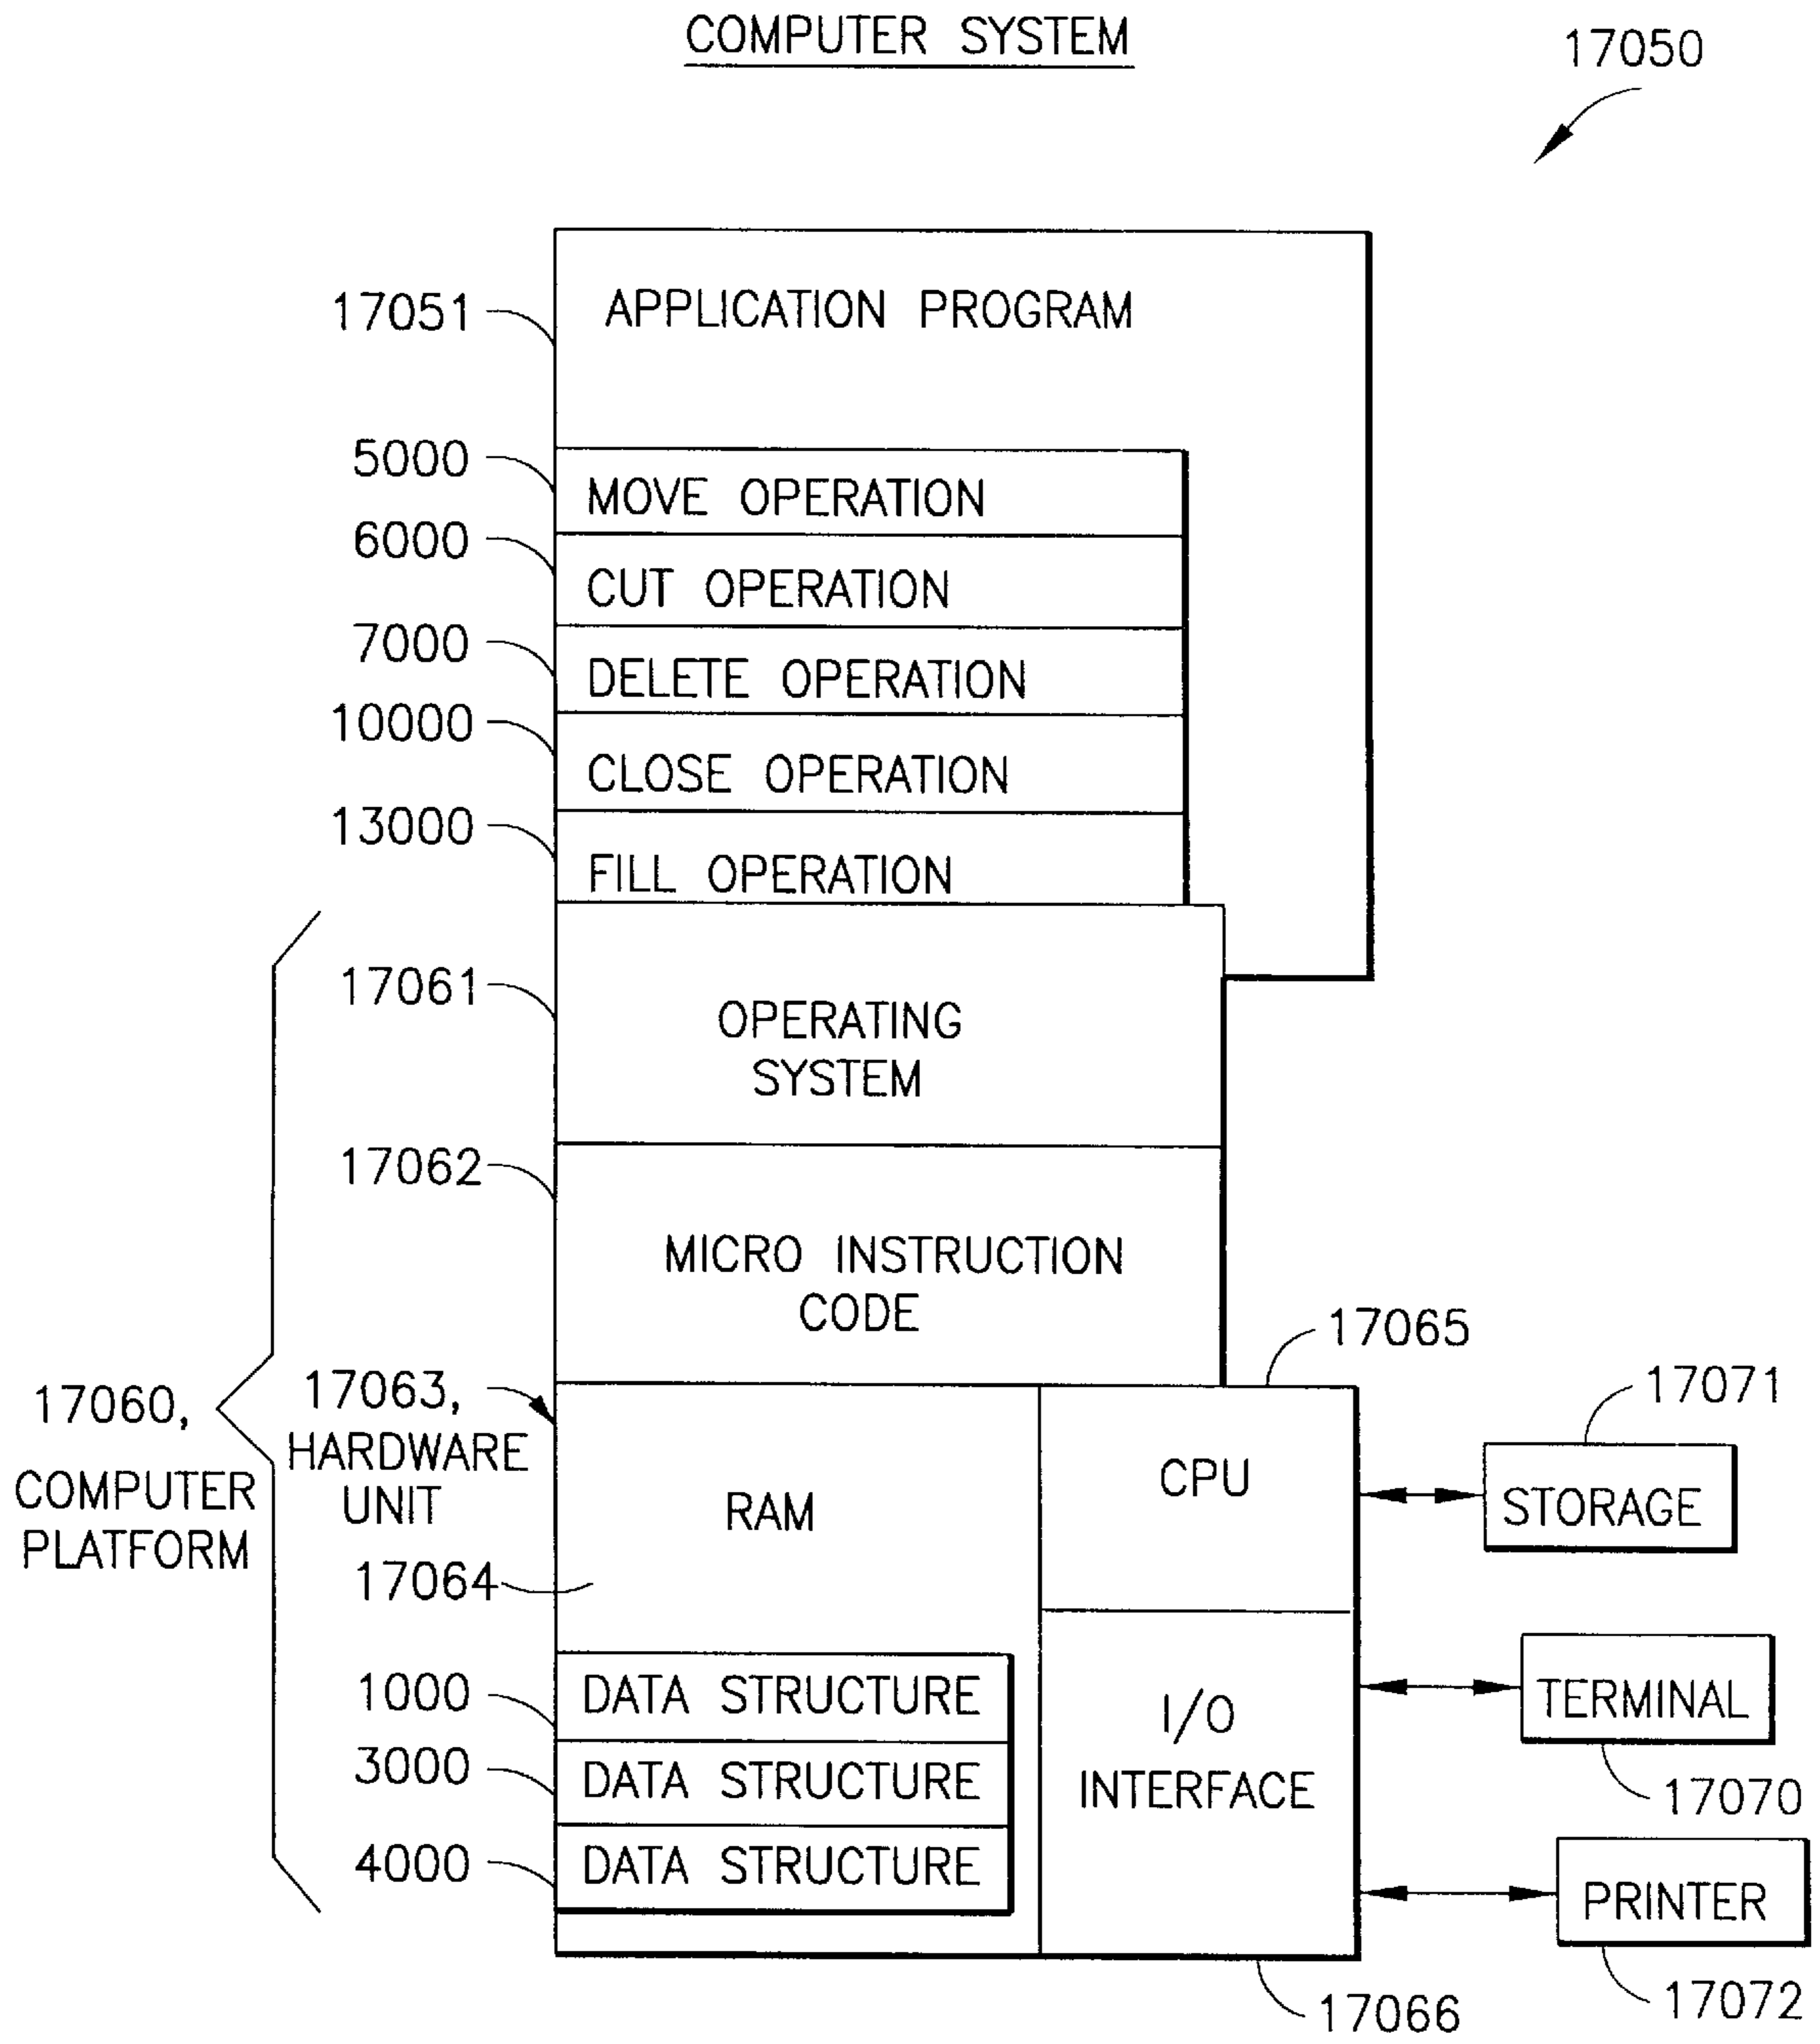 COMPUTER SYSTEM
17050
17051
APPLICATION PROGRAM
5000
MOVE OPERATION
6000
CUT OPERATION
7000
DELETE OPERATION
10000
CLOSE OPERATION
13000
FILL OPERATION
17061
OPERATING
SYSTEM
17062
MICRO INSTRUCTION
CODE
17065
17060,
COMPUTER
PLATFORM
17063,
HARDWARE
UNIT
RAM
17064
CPU
17071
STORAGE
1000
DATA STRUCTURE
3000
DATA STRUCTURE
4000
DATA STRUCTURE
I/O
INTERFACE
TERMINAL
17070
PRINTER
17072
17066